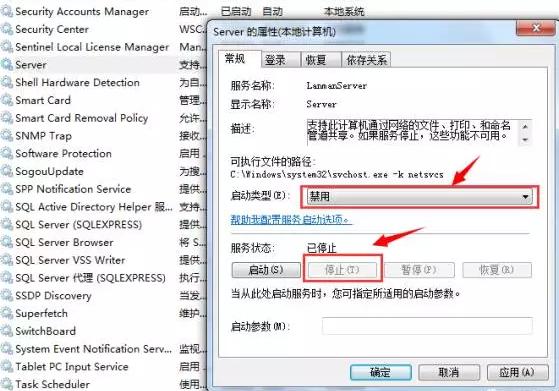 Security Accounts Manager 启动... 已启动 自动 本地系统
Security Center WSC...
Sentinel Local License Manager
Server 支持...
Shell Hardware Detection 为自...
Smart Card 管理...
Smart Card Removal Policy 允许...
SNMP Trap 接收...
Software Protection 启用...
SogouUpdate 支持...
SPP Notification Service 提供...
SQL Active Directory Helper 服... 支持...
SQL Server (SQLEXPRESS) 提供...
SQL Server Browser 将 S...
SQL Server VSS Writer 提供...
SQL Server 代理 (SQLEXPRESS) 执行...
SSDP Discovery 当发...
Superfetch 维护...
SwitchBoard
System Event Notification Serv... 监视...
Tablet PC Input Service 启用...
Task Scheduler 使用...
Server 的属性(本地计算机)
常规 登录 恢复 依存关系
服务名称: LanmanServer
显示名称: Server
描述: 支持此计算机通过网络的文件、打印、和命名
管道共享。如果服务停止，这些功能不可用。
可执行文件的路径:
C:\Windows\system32\svchost.exe -k netsvcs
启动类型(E): 禁用
帮助我配置服务启动选项。
服务状态: 已停止
启动(S) 停止(T) 暂停(P) 恢复(R)
当从此处启动服务时，您可指定所适用的启动参数。
启动参数(M):
确定 取消 应用(A)